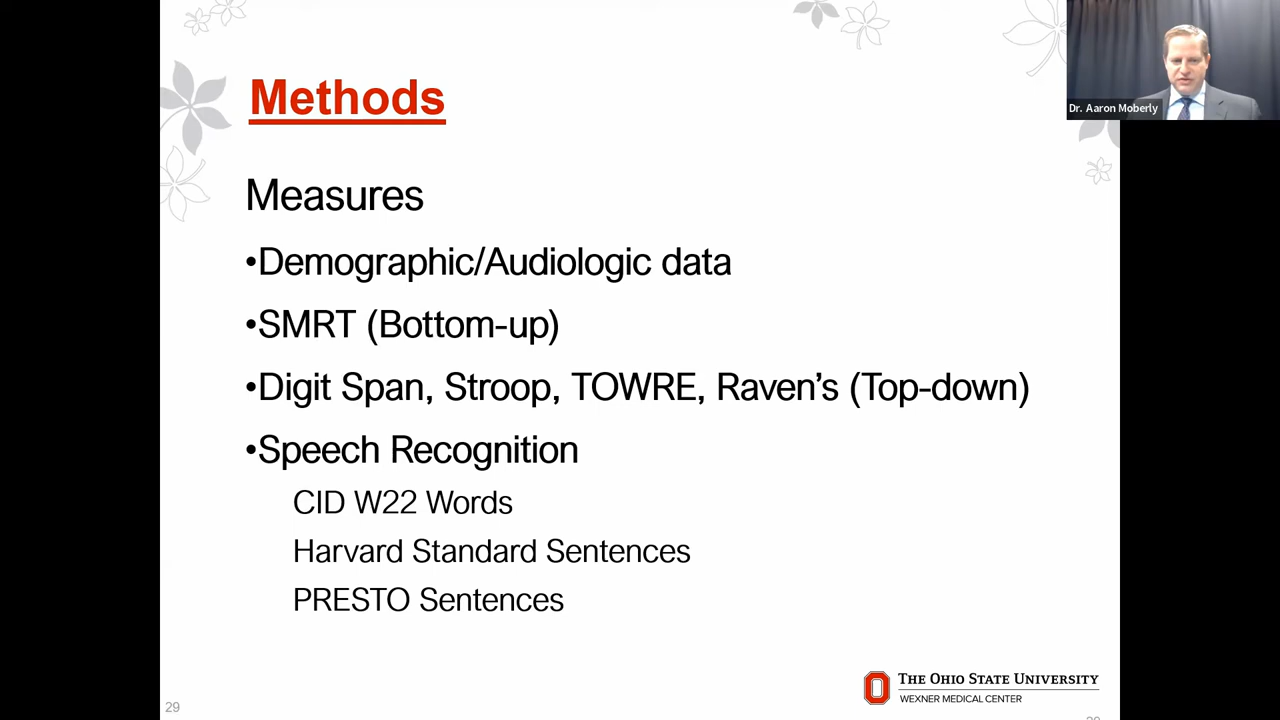 Methods
Dr. Aaron Moberly
Measures
•Demographic/Audiologic data
•SMRT (Bottom-up)
•Digit Span, Stroop, TOWRE, Raven’s (Top-down)
•Speech Recognition
CID W22 Words
Harvard Standard Sentences
PRESTO Sentences
THE OHIO STATE UNIVERSITY
WEXNER MEDICAL CENTER
29